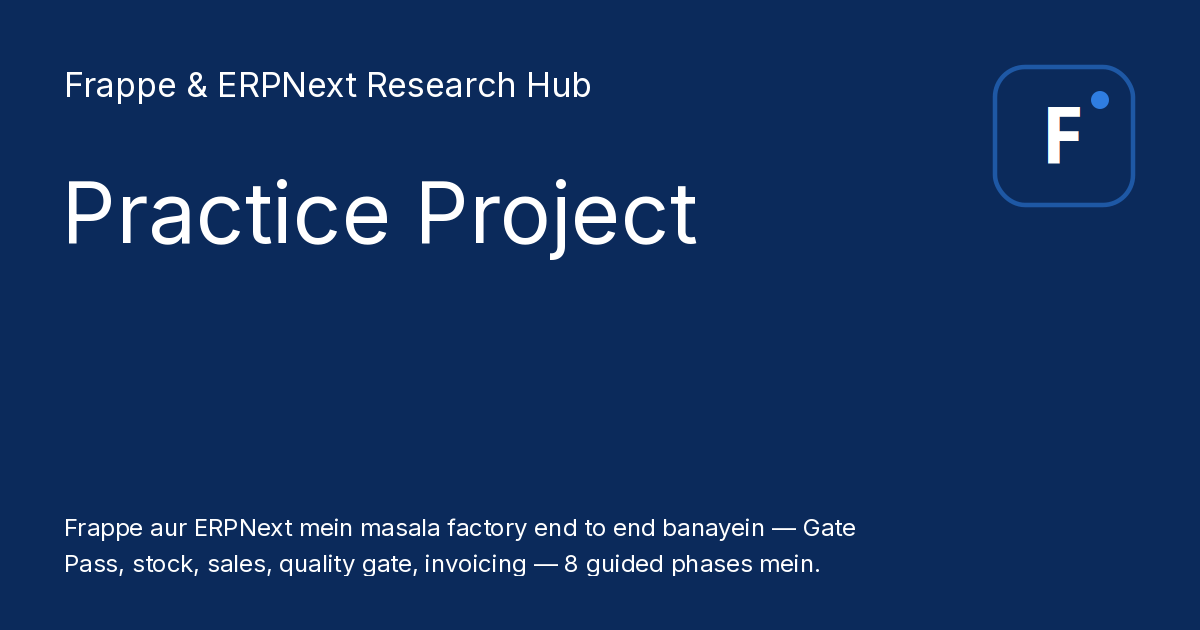 Frappe & ERPNext Research Hub
F
Practice Project
Frappe aur ERPNext mein masala factory end to end banayein — Gate
Pass, stock, sales, quality gate, invoicing — 8 guided phases mein.